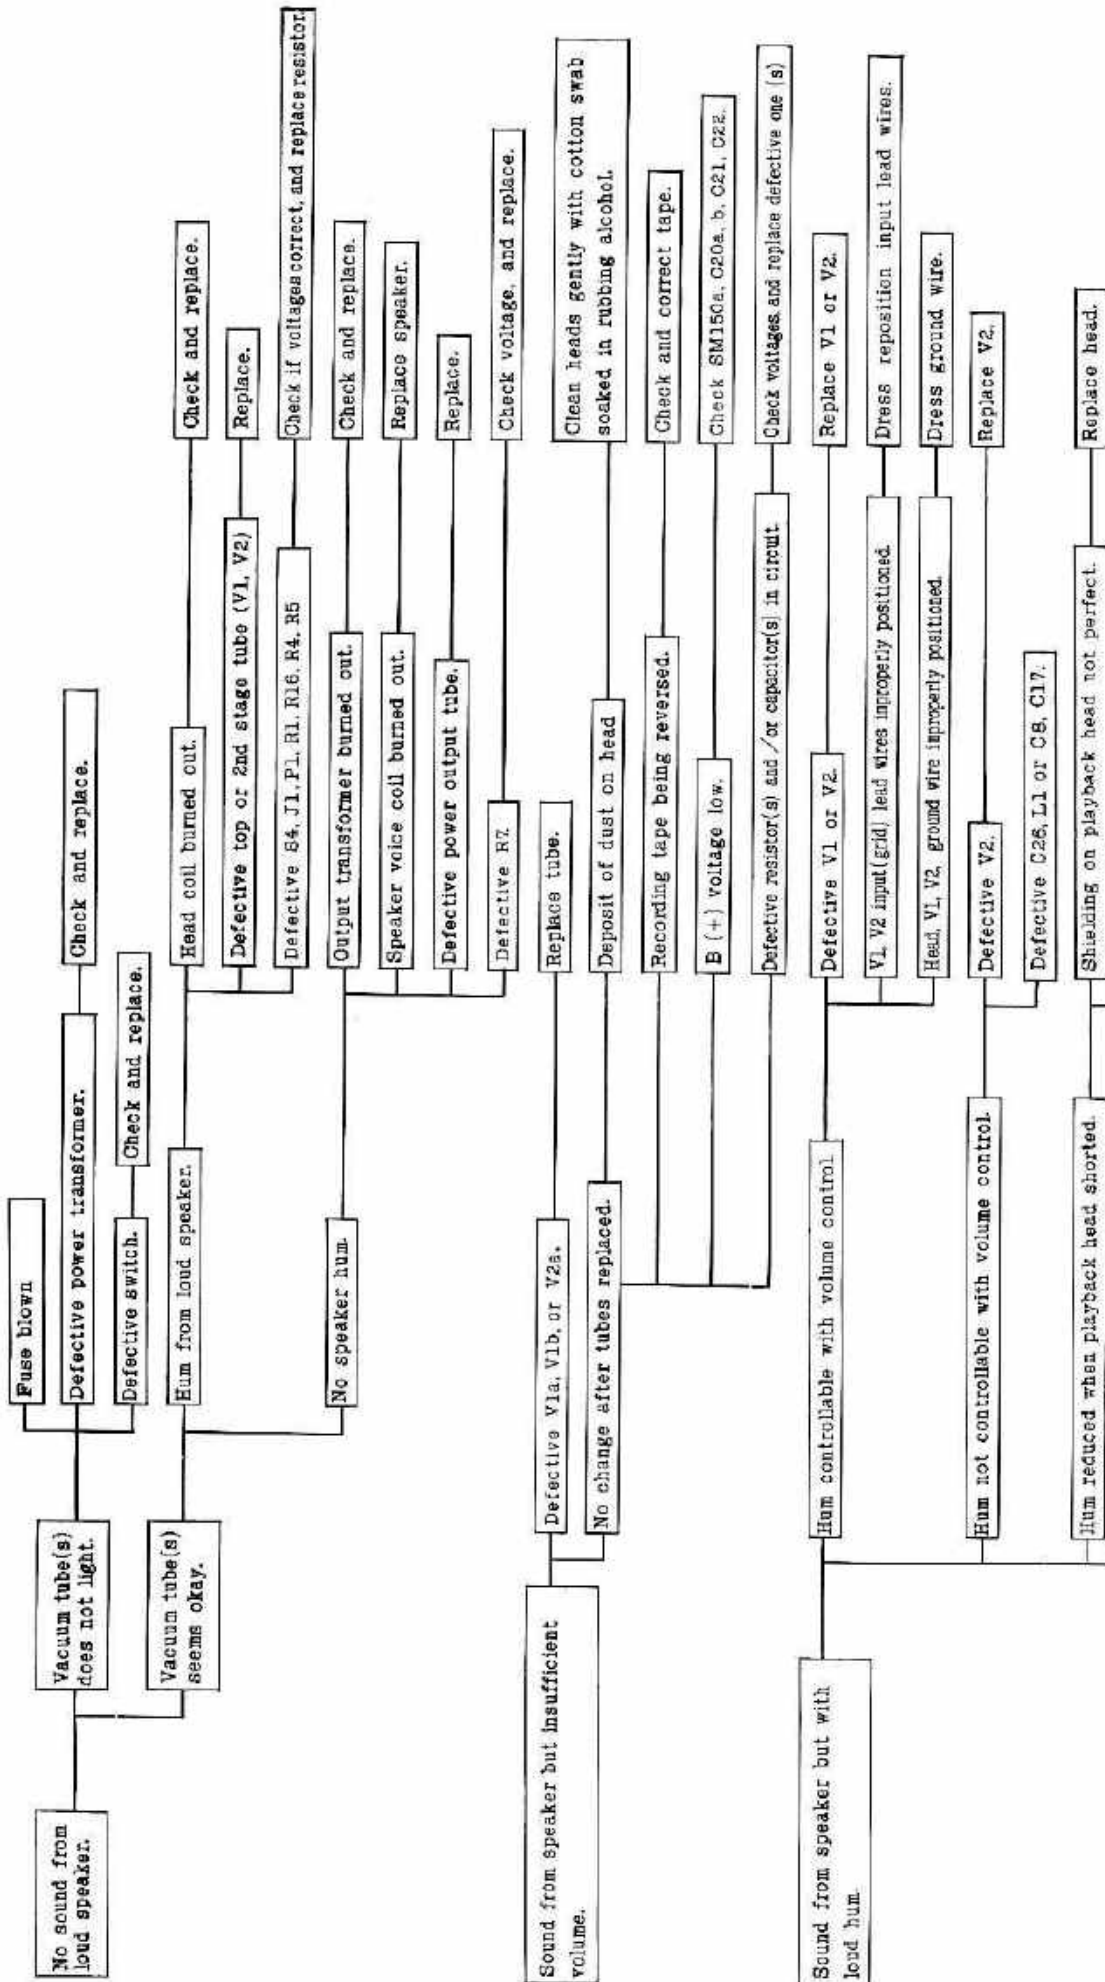 No sound from
loud speaker.
Vacuum tube(s)
does not light.
Fuse blown
Defective power transformer.
Check and replace.
Defective switch.
Check and replace.
Vacuum tube(s)
seems okay.
Hum from loud speaker.
Head coil burned out.
Check and replace.
Defective top or 2nd stage tube (V1, V2)
Replace.
Defective S4, J1, P1, R1, R16, R4, R5
Check if voltages correct, and replace resistor.
No speaker hum.
Output transformer burned out.
Check and replace.
Speaker voice coil burned out.
Replace speaker.
Defective power output tube.
Replace.
Defective R7.
Check voltage, and replace.
Sound from speaker but insufficient
volume.
Defective V1a, V1b, or V2a.
Replace tube.
No change after tubes replaced.
Deposit of dust on head
Clean heads gently with cotton swab
soaked in rubbing alcohol.
Recording tape being reversed.
Check and correct tape.
B (+) Voltage low.
Check SM150a, C20a, b, C21, C22.
Defective resistor(s) and /or capacitor(s) in circuit.
Check voltages, and replace defective one (s)
Sound from speaker but with
loud hum.
Hum controllable with volume control
Defective V1 or V2.
Replace V1 or V2.
V1, V2 input(grid) lead wires improperly positioned.
Dress reposition input lead wires.
Head, V1, V2, ground wire improperly positioned.
Dress ground wire.
Hum not controllable with volume control.
Defective V2.
Replace V2.
Defective C26, L1 or C8, C17.
Hum reduced when playback head shorted.
Shielding on playback head not perfect.
Replace head.